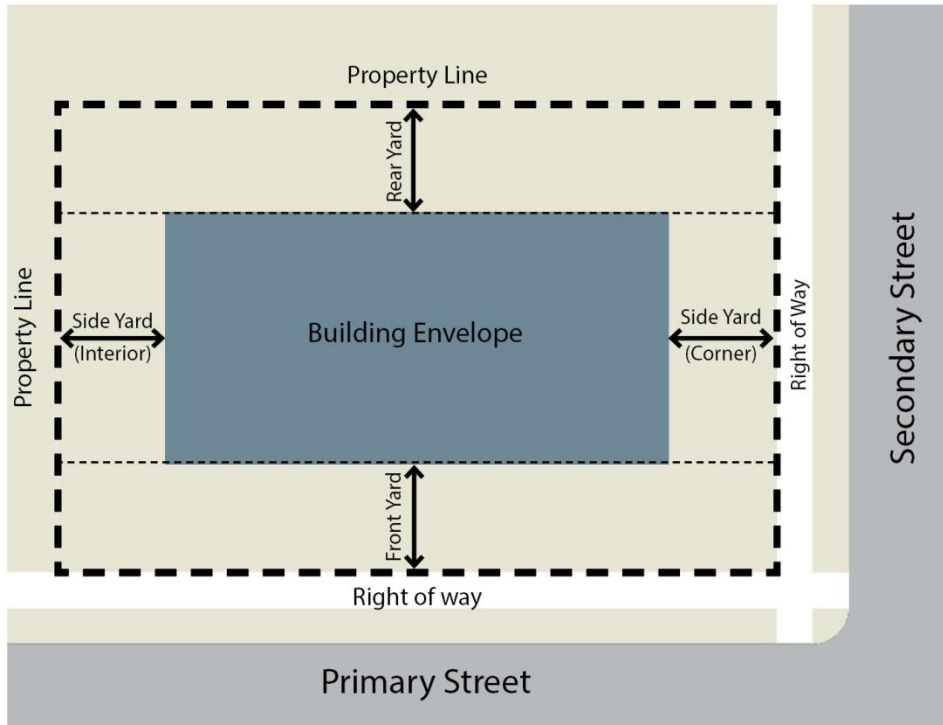 Property Line
Rear Yard
Property Line
Side Yard
(Interior)
Building Envelope
Side Yard
(Corner)
Right of Way
Secondary Street
Front Yard
Right of way
Primary Street